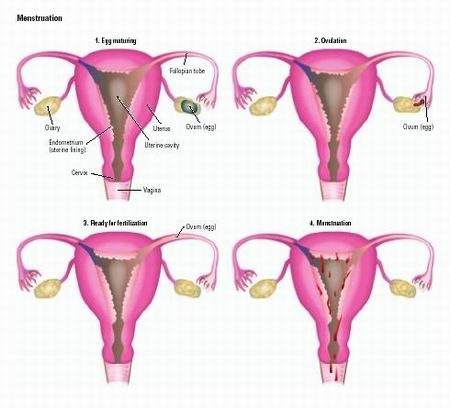 Menstruation
1. Egg maturing
2. Ovulation
Fallopian tube
Ovary
Uterus
Ovum (egg)
Ovum (egg)
Endometrium
(uterine lining)
Uterine cavity
Cervix
Vagina
3. Ready for fertilization
Ovum (egg)
4. Menstruation